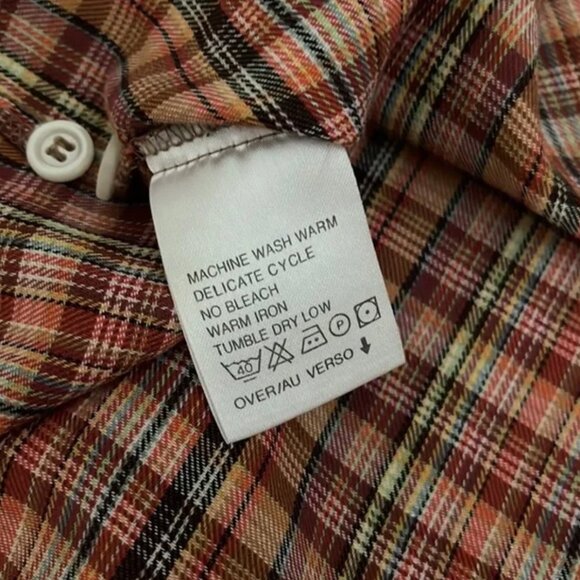 MACHINE WASH WARM
DELICATE CYCLE
NO BLEACH
WARM IRON
TUMBLE DRY LOW
40 P
OVER/AU VERSO